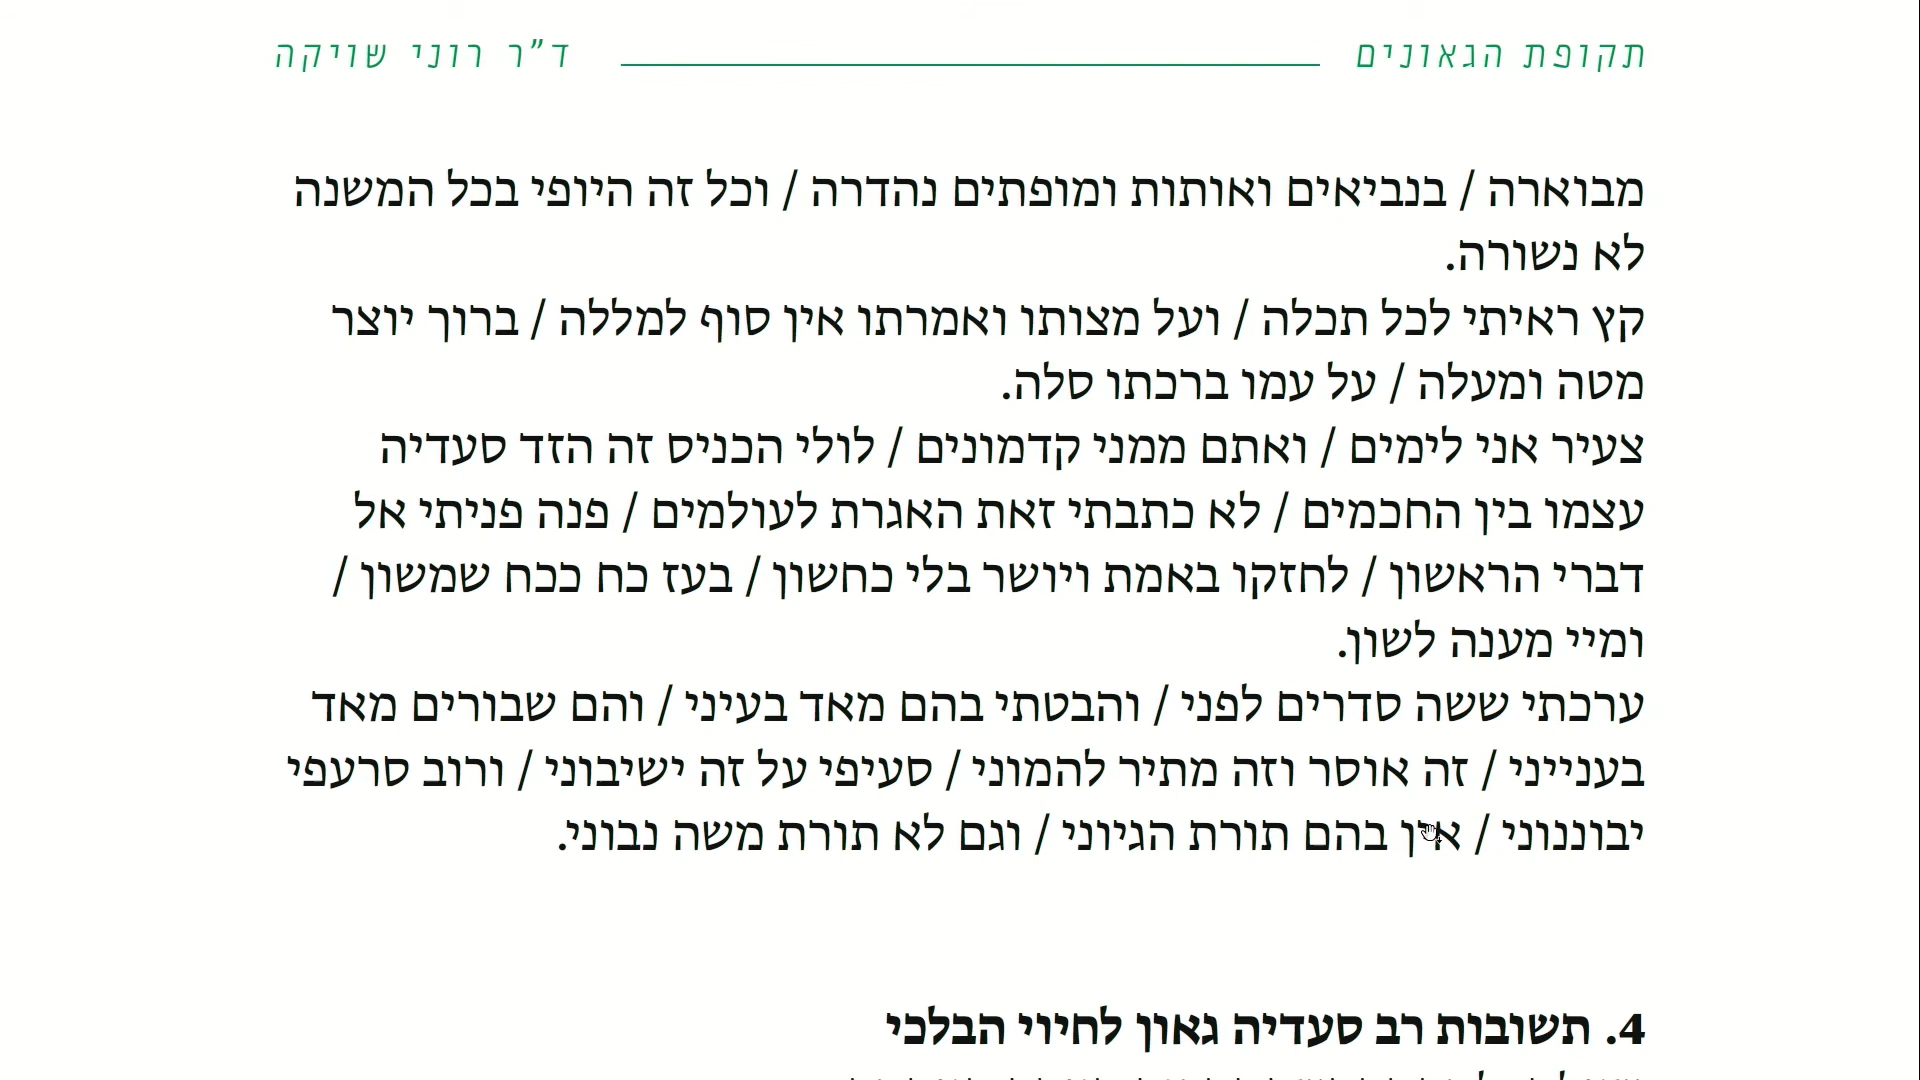 תקופת הגאונים ד"ר רוני שויקה
מבוארה / בנביאים ואותות ומופתים נהדרה / וכל זה היופי בכל המשנה
לא נשורה.
קץ ראיתי לכל תכלה / ועל מצותו ואמרתו אין סוף למללה / ברוך יוצר
מטה ומעלה / על עמו ברכתו סלה.
צעיר אני לימים / ואתם ממני קדמונים / לולי הכניס זה הזד סעדיה
עצמו בין החכמים / לא כתבתי זאת האגרת לעולמים / פנה פניתי אל
דברי הראשון / לחזקו באמת ויושר בלי כחשון / בעז כח ככח שמשון /
ומיי מענה לשון.
ערכתי ששה סדרים לפני / והבטתי בהם מאד בעיני / והם שבורים מאד
בענייני / זה אוסר וזה מתיר להמוני / סעיפי על זה ישיבוני / ורוב סרעפי
יבוננוני / אין בהם תורת הגיוני / וגם לא תורת משה נבוני.
4. תשובות רב סעדיה גאון לחיוי הבלכי